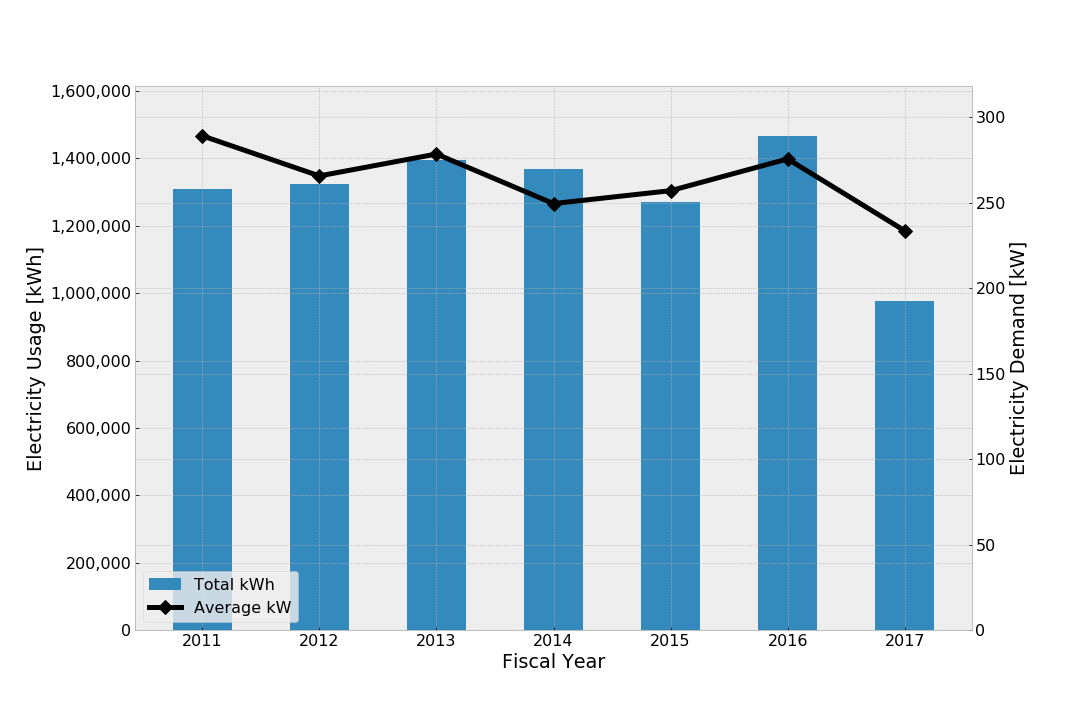 1,600,000
1,400,000
1,200,000
1,000,000
800,000
600,000
400,000
200,000
0
Electricity Usage [kWh]
300
250
200
150
100
50
0
Electricity Demand [kW]
Total kWh
Average kW
2011 2012 2013 2014 2015 2016 2017
Fiscal Year